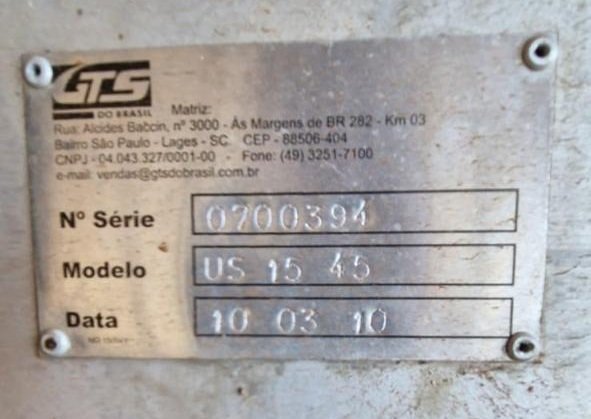 GTS
DO BRASIL
Matriz:
Rua: Alcides Baccin, nº 3000 - Às Margens de BR 282 - Km 03
Bairro São Paulo - Lages - SC CEP - 88506-404
CNPJ - 04.043.327/0001-00 - Fone: (49) 3251-7100
e-mail: vendas@gtsdobrasil.com.br
Nº Série 0700394
Modelo US 15 45
Data 10 03 10